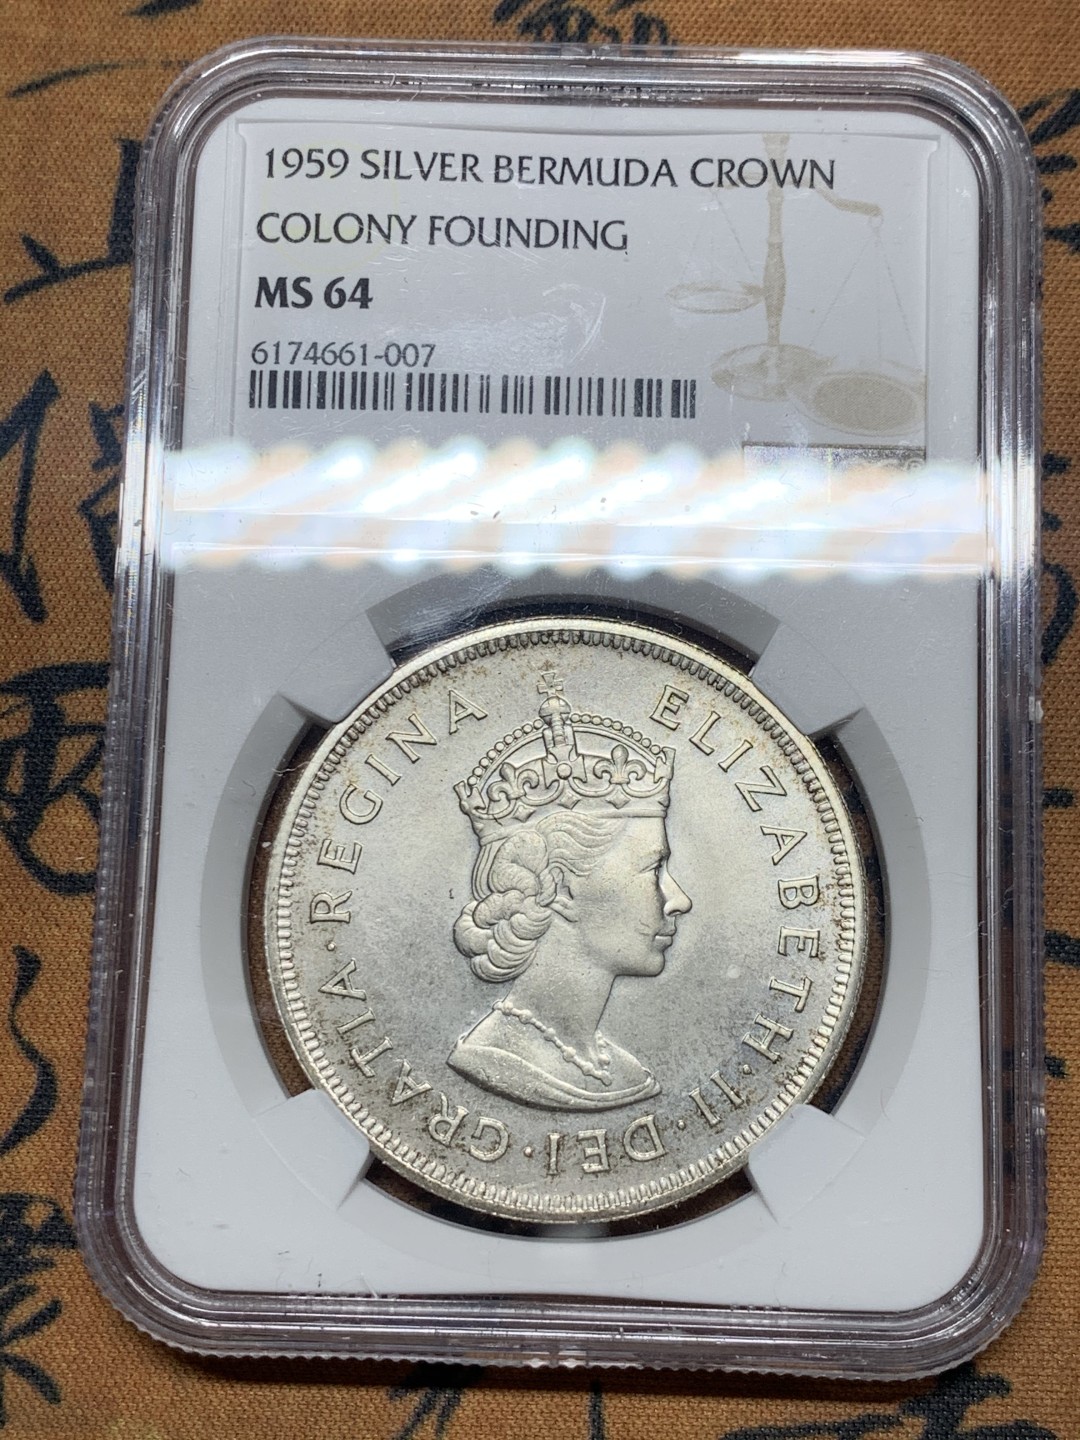 1959 SILVER BERMUDA CROWN
COLONY FOUNDING
MS 64
6174661-007
ELIZABETH·II·DEI·GRATIA·REGINA